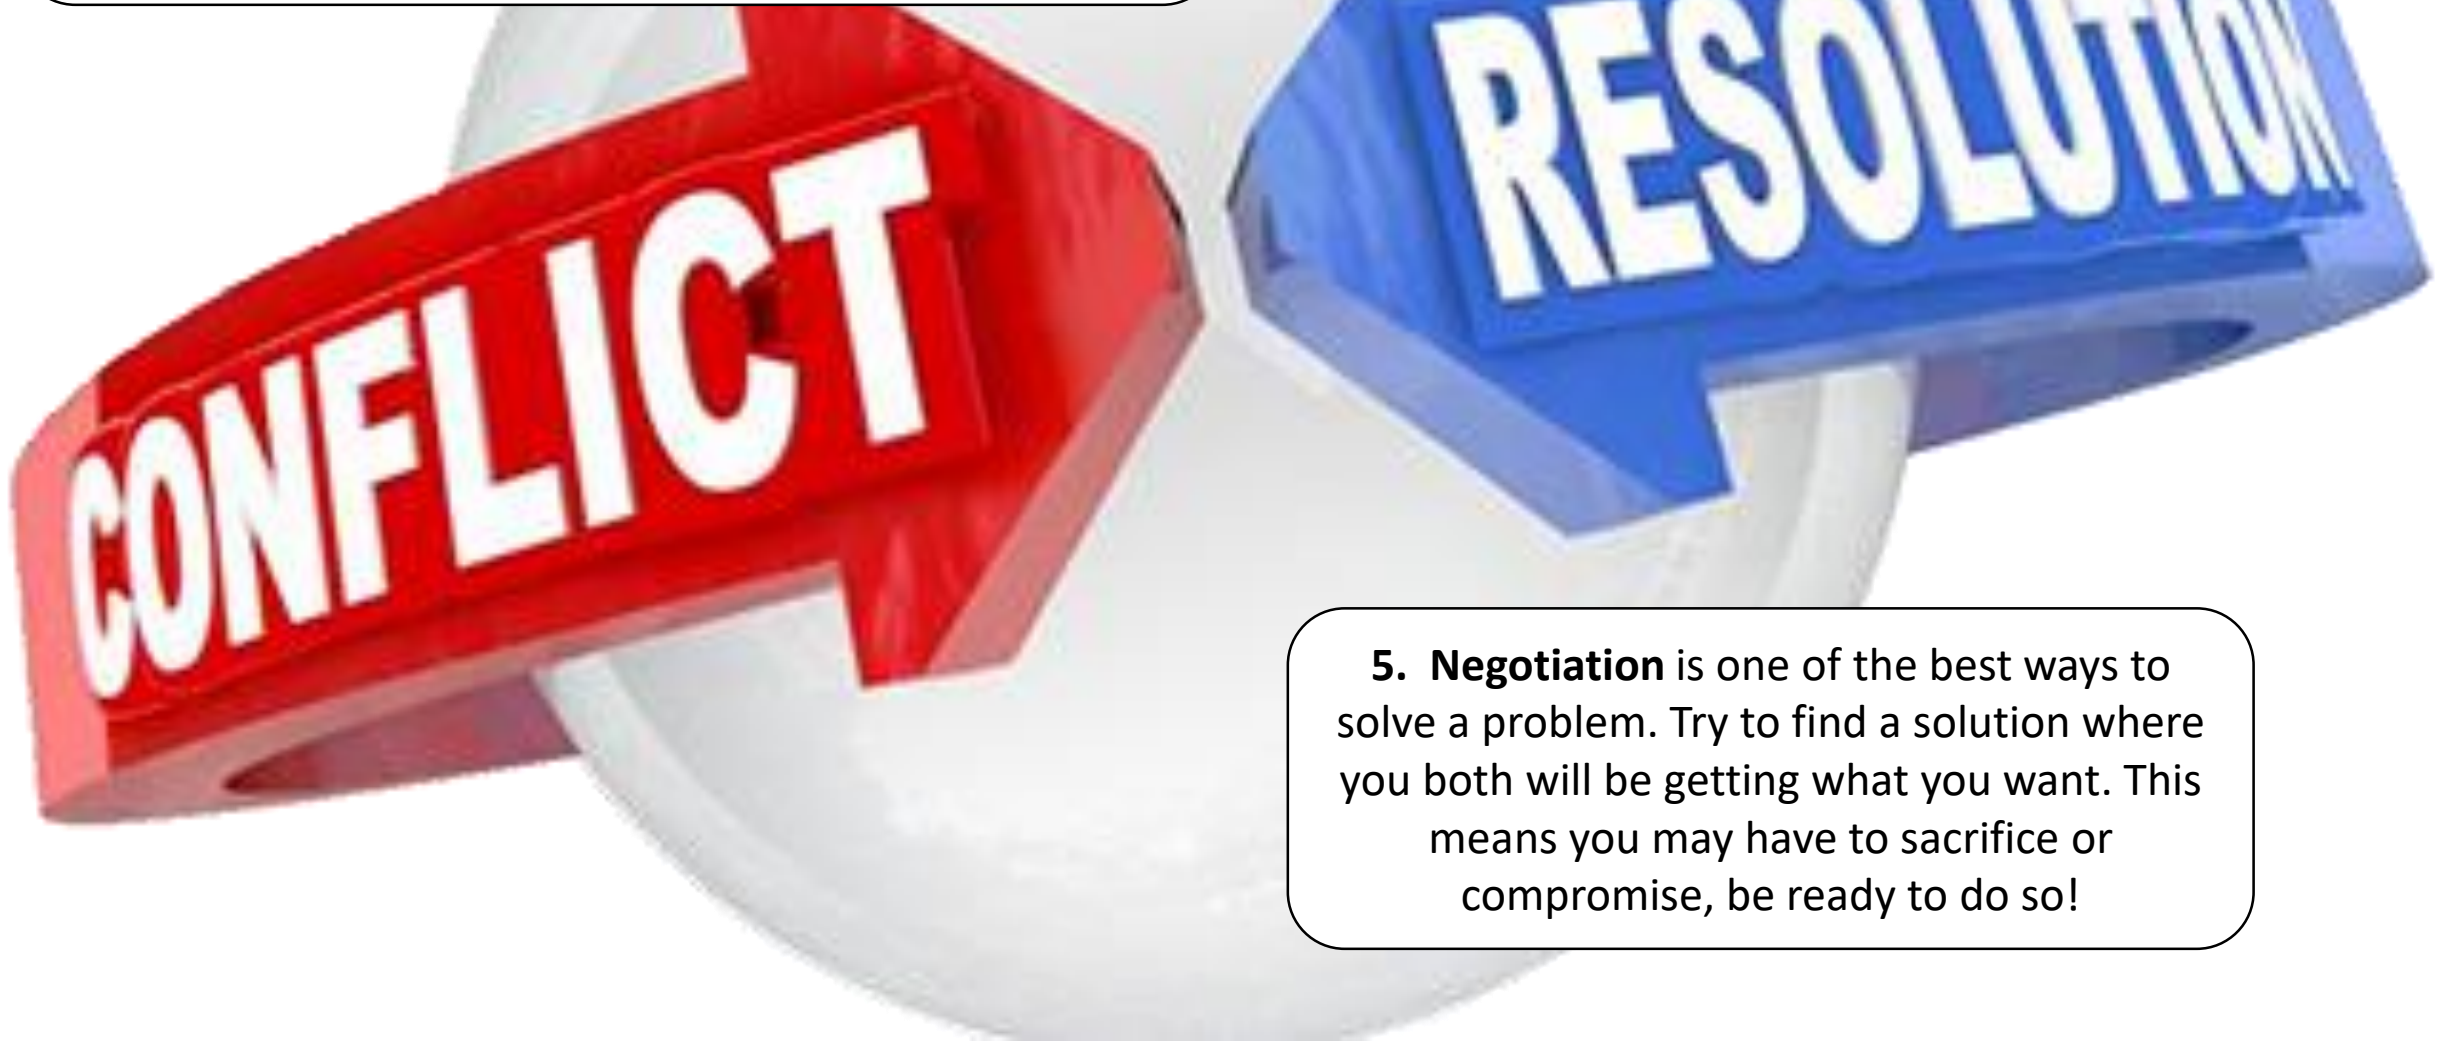 RESOLUTION
CONFLICT
5. Negotiation is one of the best ways to
solve a problem. Try to find a solution where
you both will be getting what you want. This
means you may have to sacrifice or
compromise, be ready to do so!